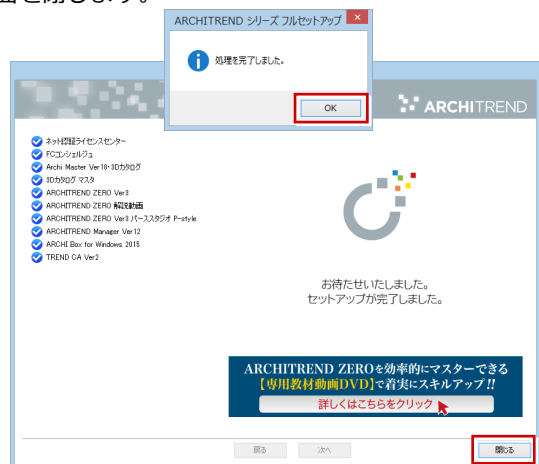 面を閉じます。
ARCHITREND シリーズ フルセットアップ
処理を完了しました。
OK
ARCHITREND
ネット認証ライセンスセンター
FCコンシェルジュ
Archi Master Ver18・3Dカタログ
3Dカタログ マスタ
ARCHITREND ZERO Ver3
ARCHITREND ZERO 解説動画
ARCHITREND ZERO Ver3 パーススタジオ P-style
ARCHITREND Manager Ver12
ARCHI Box for Windows 2015
TREND CA Ver2
お待たせいたしました。
セットアップが完了しました。
ARCHITREND ZEROを効率的にマスターできる
【専用教材動画DVD】で着実にスキルアップ!!
詳しくはこちらをクリック
戻る
次へ
閉じる